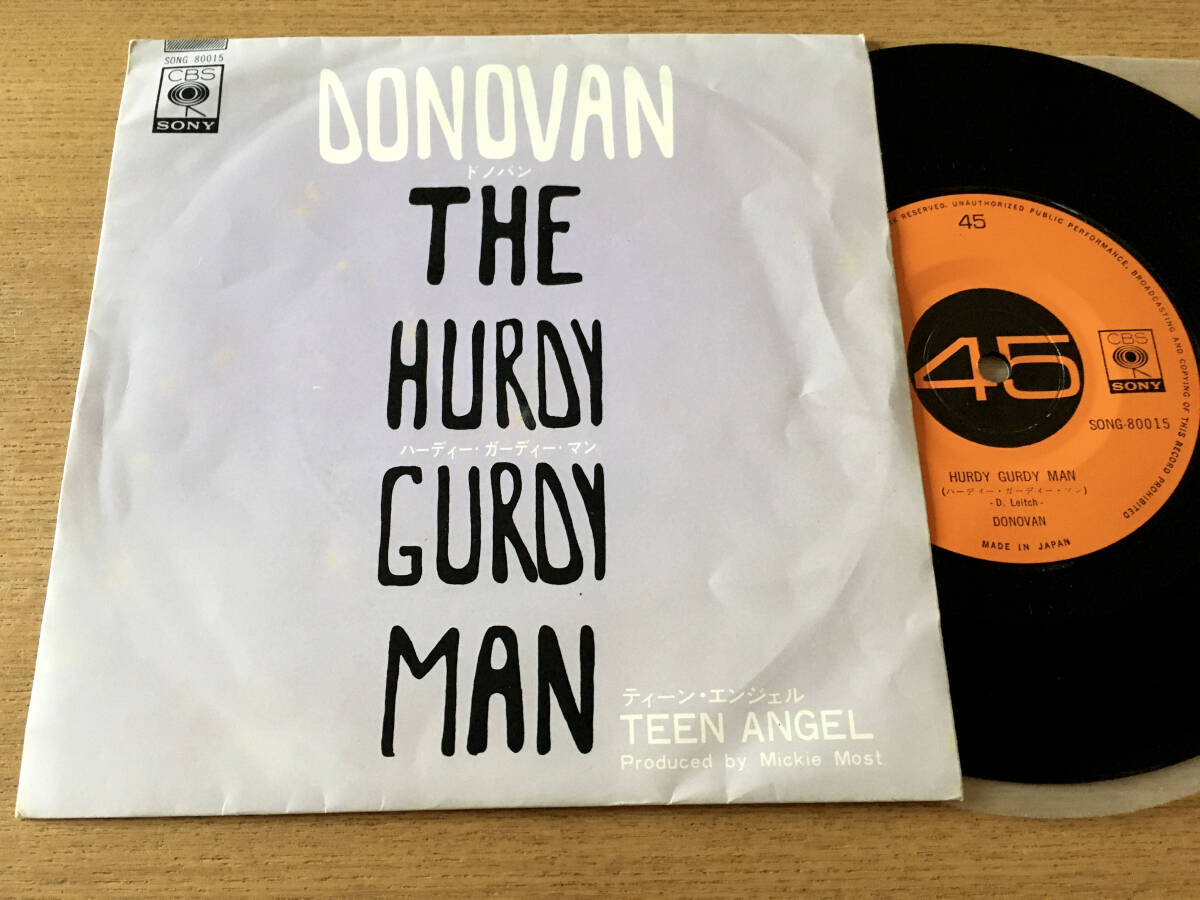 SONG 80015
CBS
SONY
DONOVAN
ドノバン
THE
HURDY
ハーディー・ガーディー・マン
GURDY
MAN
ティーン・エンジェル
TEEN ANGEL
Produced by Mickie Most
RESERVED. UNAUTHORIZED PUBLIC PERFORMANCE, BROADCASTING AND COPYING OF THIS RECORD PROHIBITED
45
45
CBS
SONY
SONG-80015
HURDY GURDY MAN
(ハーディー・ガーディー・マン)
- D. Leitch -
DONOVAN
MADE IN JAPAN